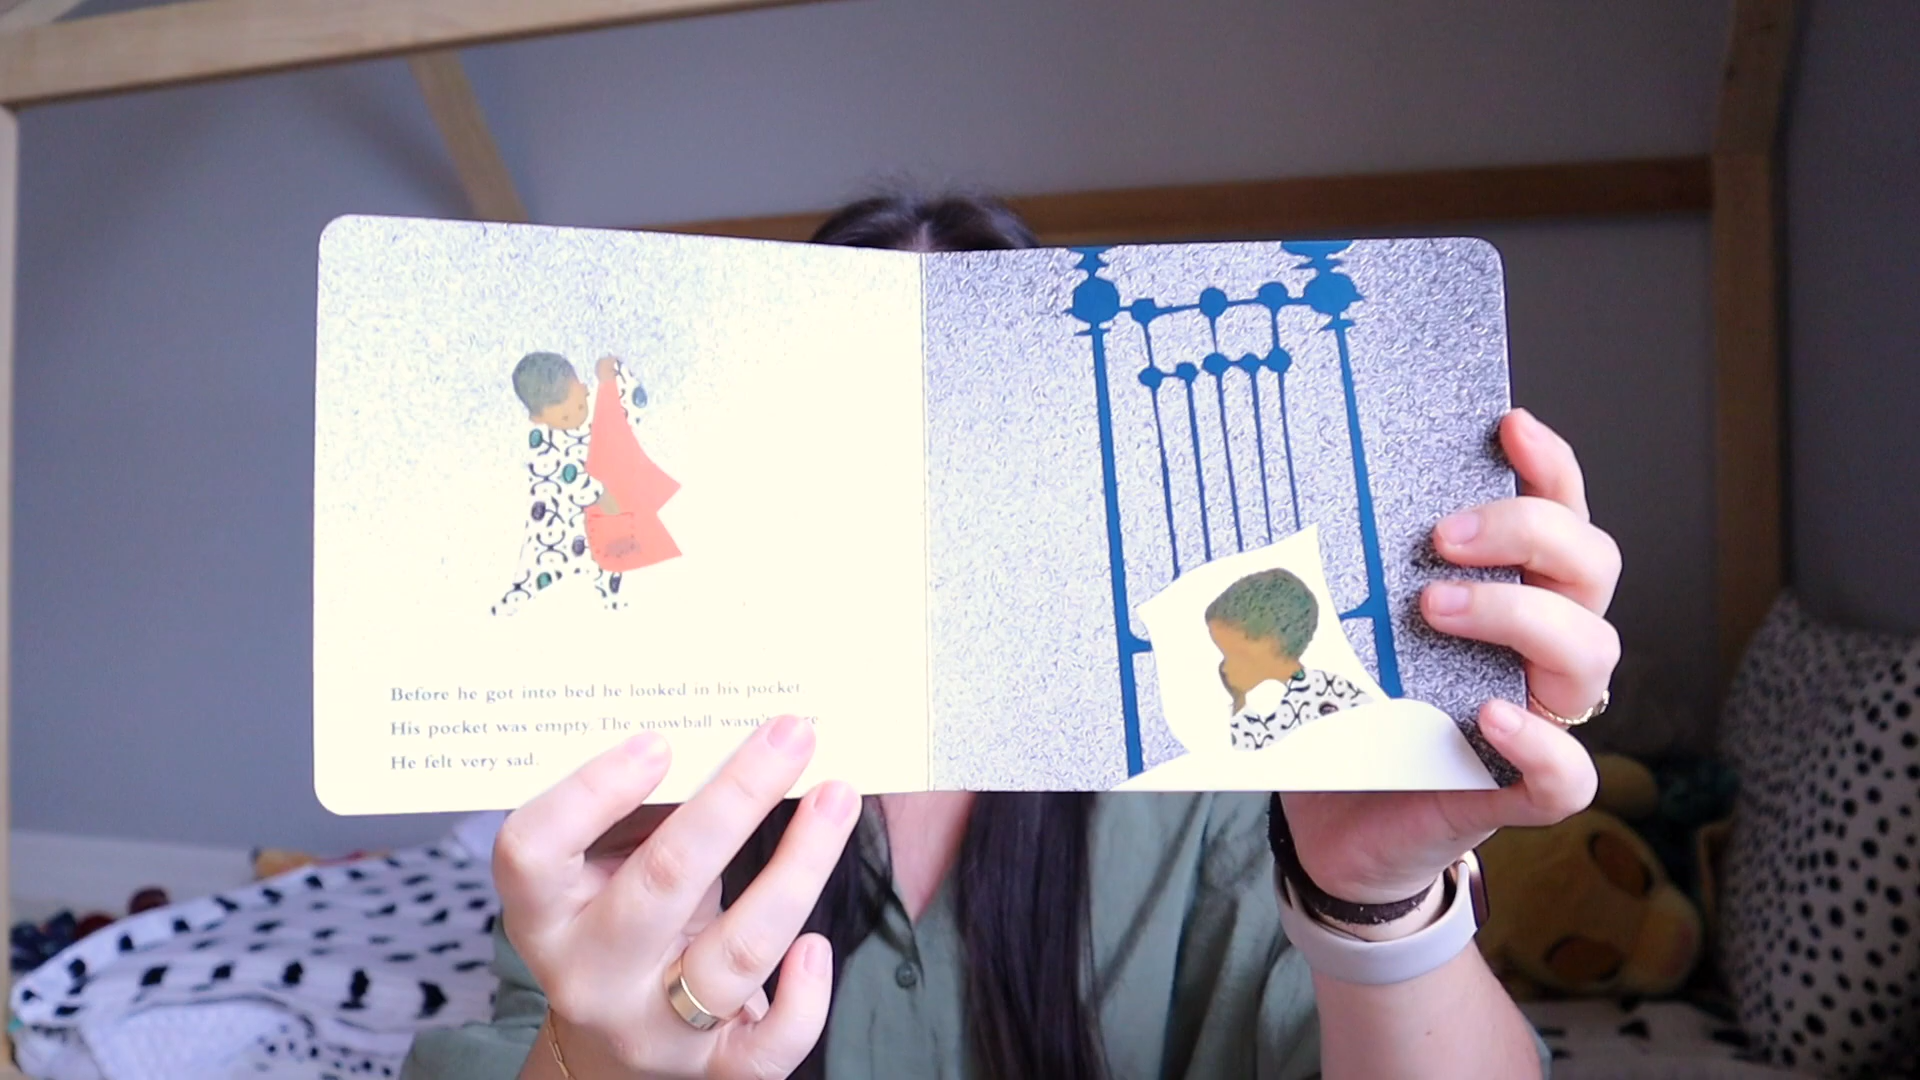 Before he got into bed he looked in his pocket.
His pocket was empty. The snowball wasn't
He felt very sad.